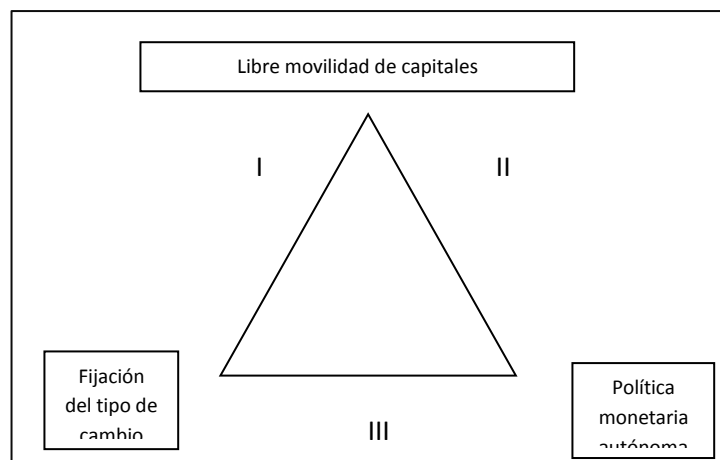 Libre movilidad de capitales
I
II
Fijación
del tipo de
cambio
Política
monetaria
autónoma
III